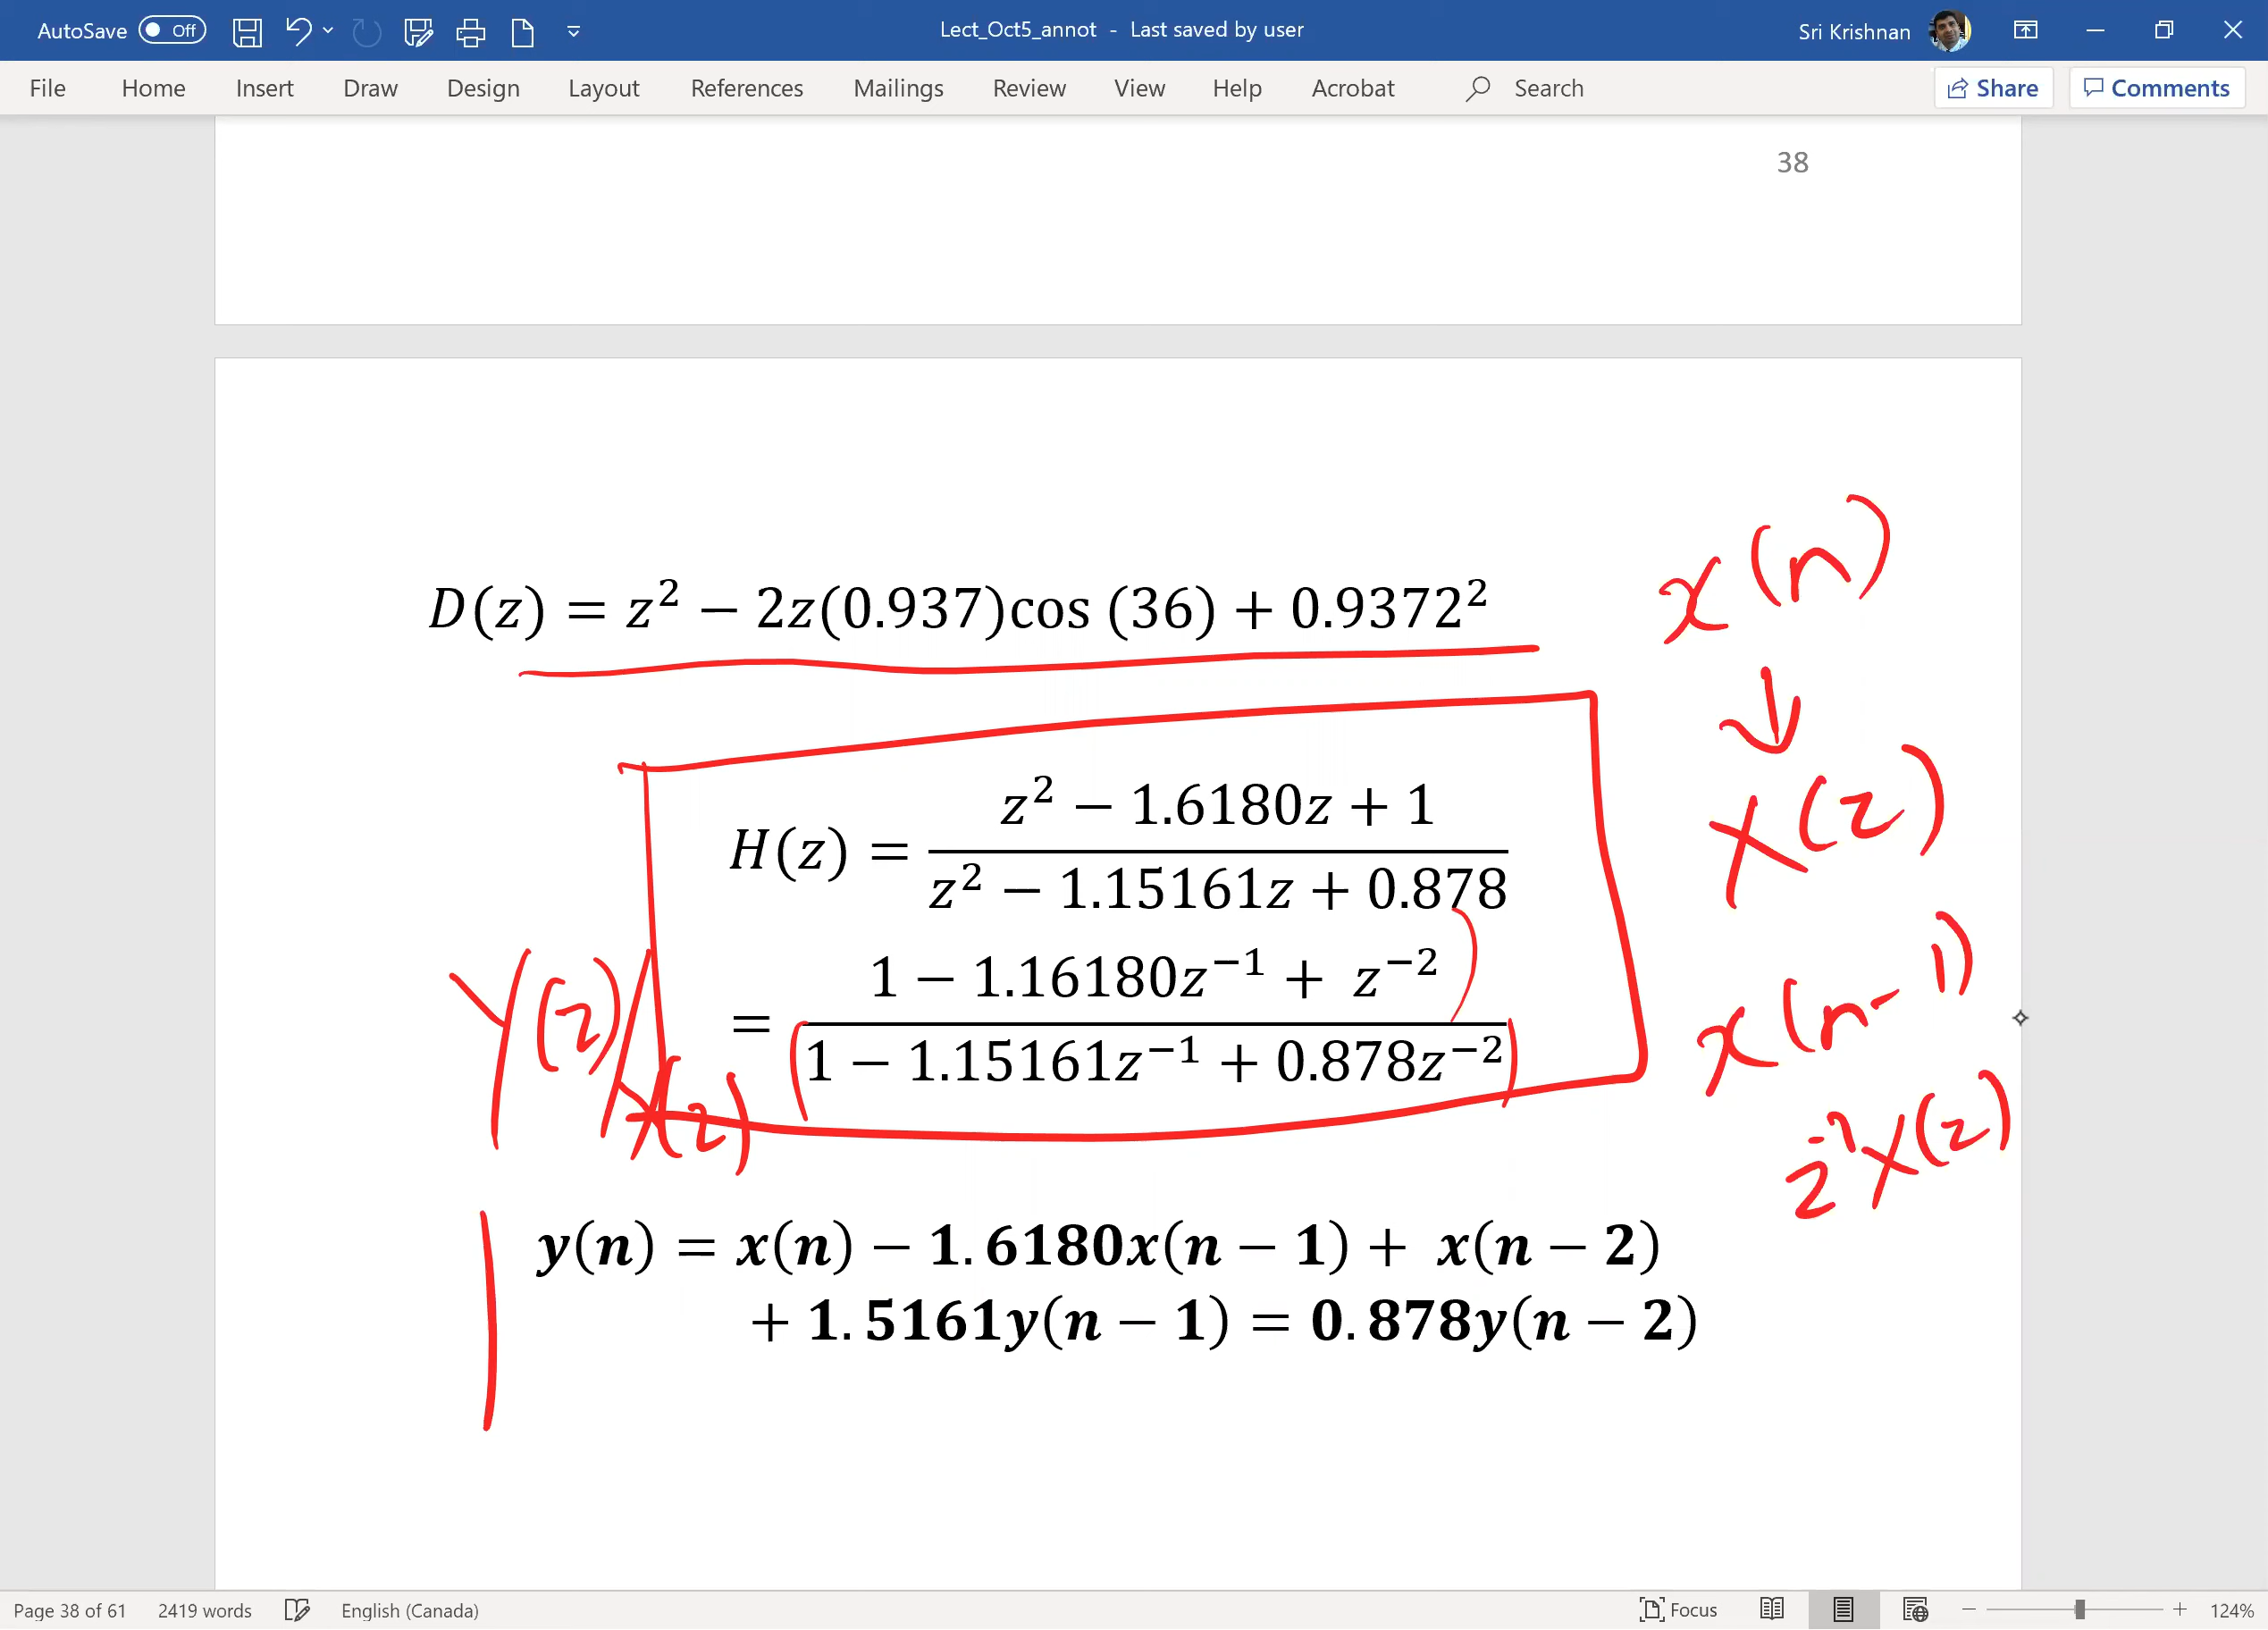 AutoSave Off Lect_Oct5_annot - Last saved by user Sri Krishnan
File Home Insert Draw Design Layout References Mailings Review View Help Acrobat Search Share Comments
38
x(n)
D(z) = z² − 2z(0.937)cos (36) + 0.9372²
X(z)
H(z) = (z² − 1.6180z + 1) / (z² − 1.15161z + 0.878)
x(n-1)
= (1 − 1.16180z⁻¹ + z⁻²) / (1 − 1.15161z⁻¹ + 0.878z⁻²)
Y(z)/X(z)
z⁻¹X(z)
y(n) = x(n) − 1.6180x(n − 1) + x(n − 2)
+ 1.5161y(n − 1) = 0.878y(n − 2)
Page 38 of 61 2419 words English (Canada) Focus 124%